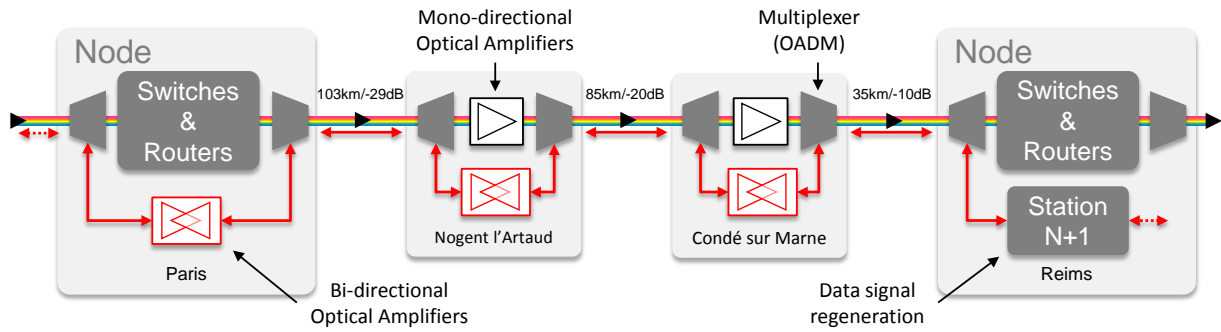 Mono-directional
Optical Amplifiers
Multiplexer
(OADM)
Node
Switches
&
Routers
Paris
103km/-29dB
Nogent l'Artaud
85km/-20dB
Condé sur Marne
35km/-10dB
Node
Switches
&
Routers
Station
N+1
Reims
Bi-directional
Optical Amplifiers
Data signal
regeneration